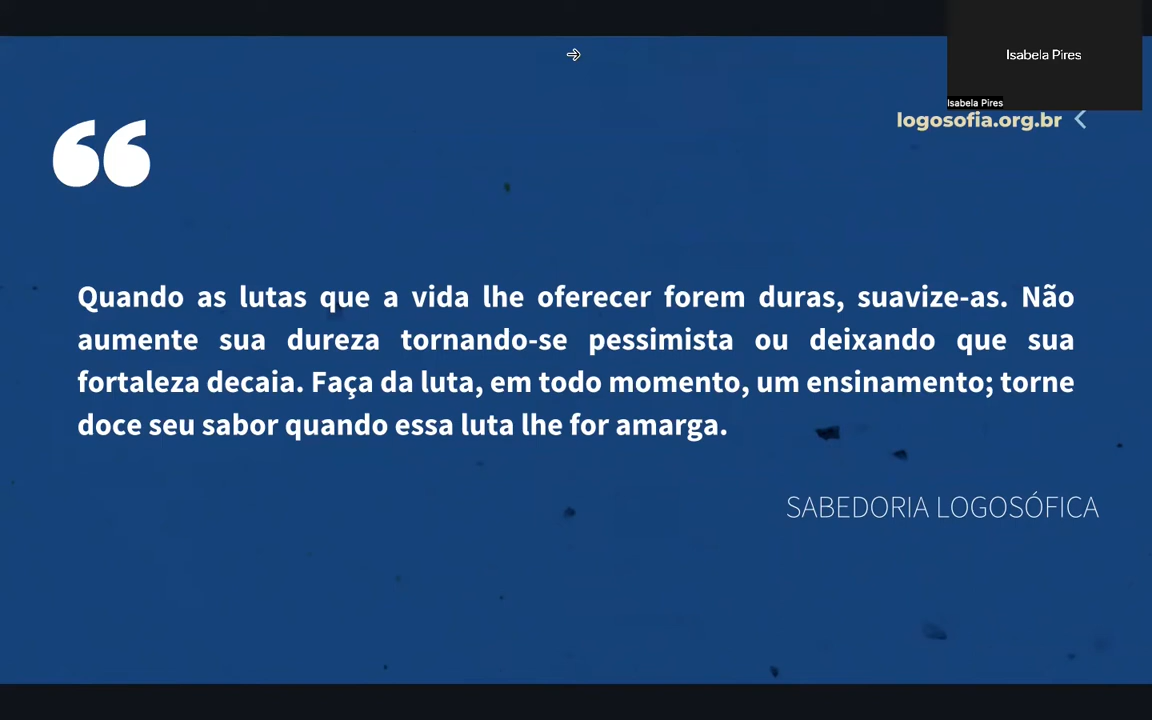 Isabela Pires
Isabela Pires
logosofia.org.br
“
Quando as lutas que a vida lhe oferecer forem duras, suavize-as. Não
aumente sua dureza tornando-se pessimista ou deixando que sua
fortaleza decaia. Faça da luta, em todo momento, um ensinamento; torne
doce seu sabor quando essa luta lhe for amarga.
SABEDORIA LOGOSÓFICA